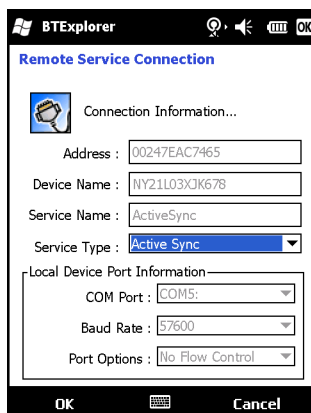 BTExplorer
OK
Remote Service Connection
Connection Information...
Address : 00247EAC7465
Device Name : NY21L03XJK678
Service Name : ActiveSync
Service Type : Active Sync
Local Device Port Information
COM Port : COM5:
Baud Rate : 57600
Port Options : No Flow Control
OK Cancel